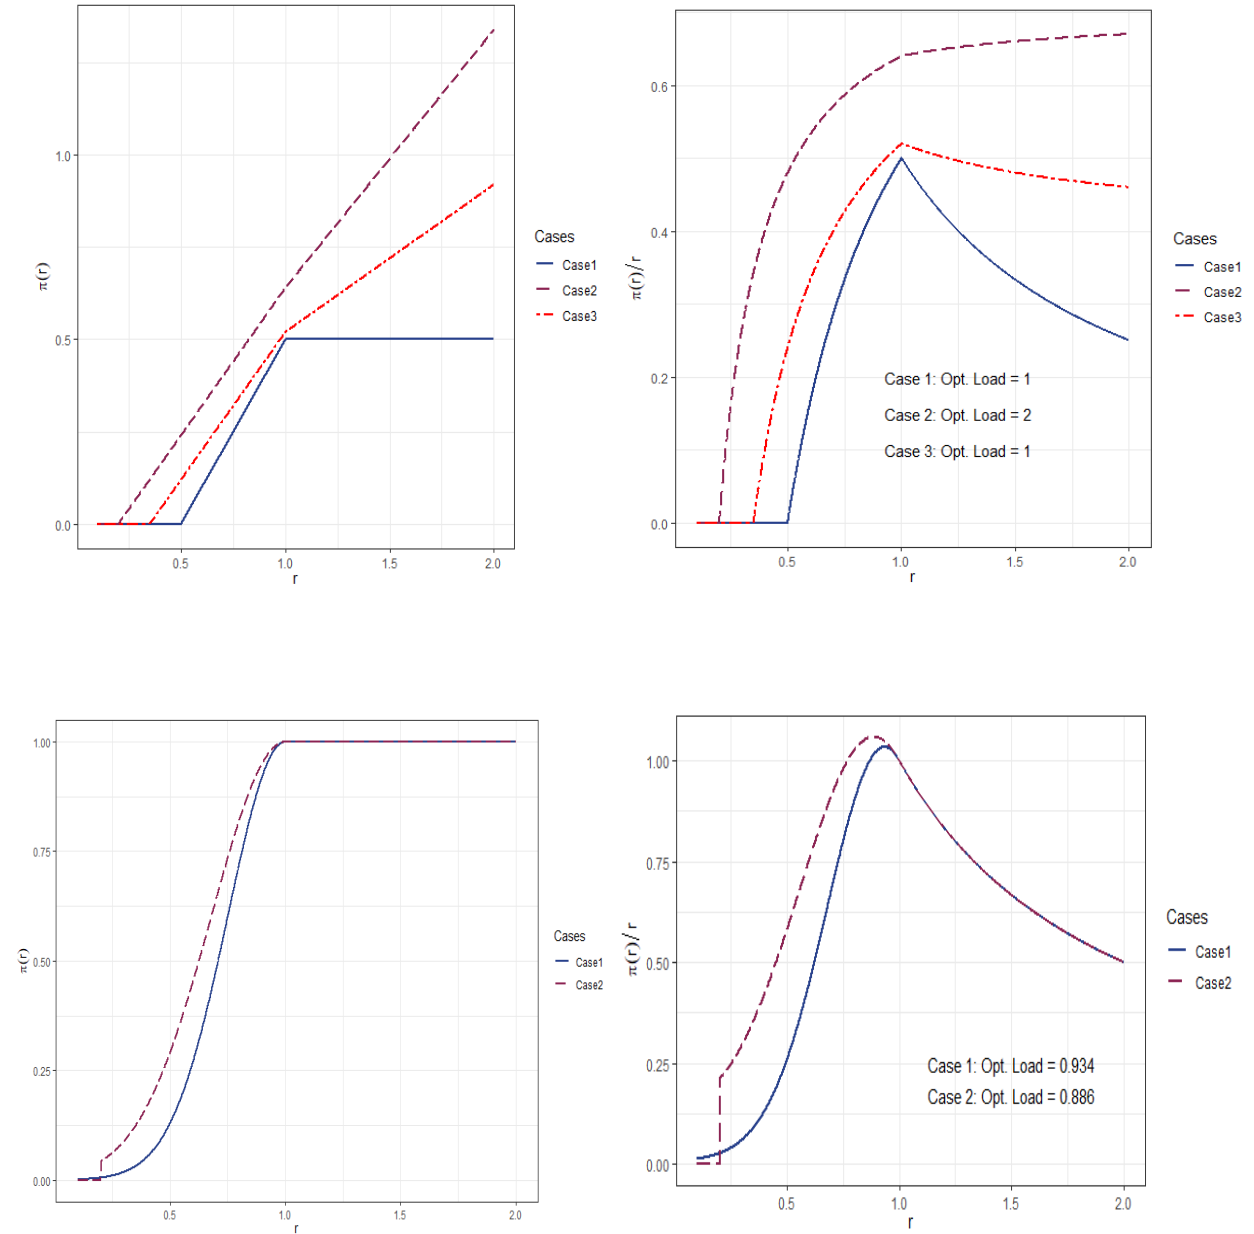 1.0
0.5
0.0
π(r)
0.5
1.0
1.5
2.0
r
Cases
Case1
Case2
Case3
0.6
0.4
0.2
0.0
π(r)/r
Case 1: Opt. Load = 1
Case 2: Opt. Load = 2
Case 3: Opt. Load = 1
0.5
1.0
1.5
2.0
r
Cases
Case1
Case2
Case3
1.00
0.75
0.50
0.25
0.00
π(r)
0.5
1.0
1.5
2.0
r
Cases
Case1
Case2
1.00
0.75
0.50
0.25
0.00
π(r)/r
Case 1: Opt. Load = 0.934
Case 2: Opt. Load = 0.886
0.5
1.0
1.5
2.0
r
Cases
Case1
Case2